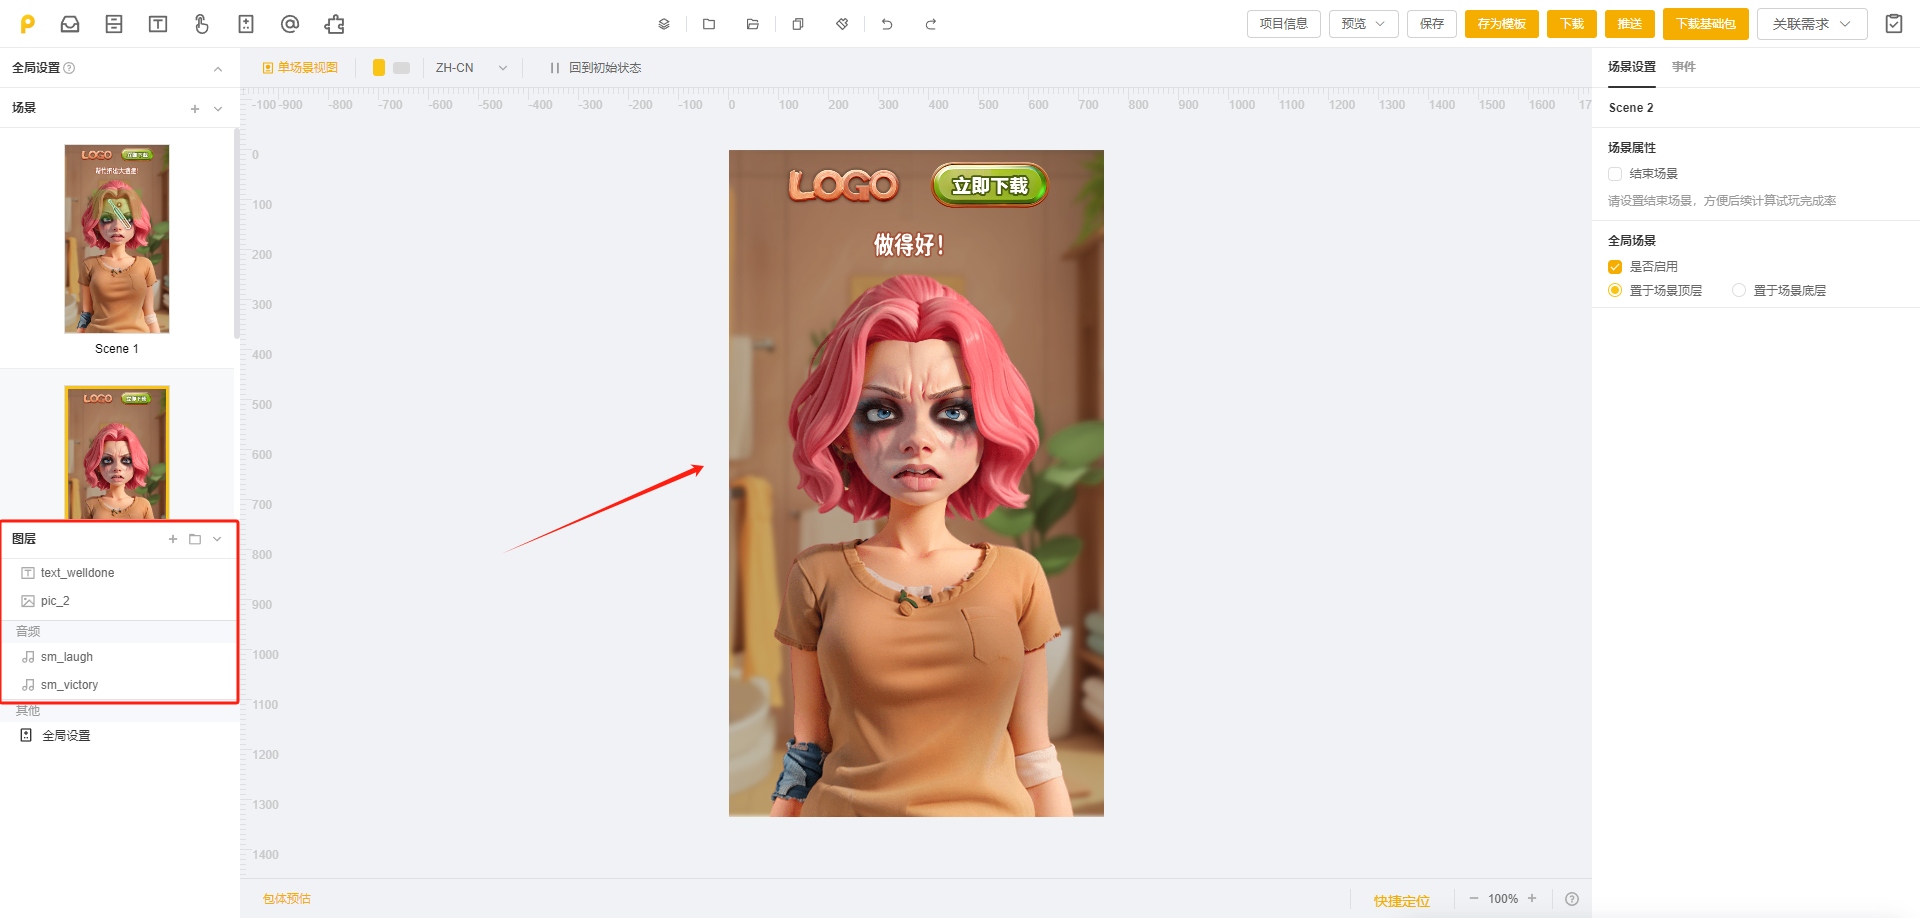 项目信息
预览
保存
存为模板
下载
推送
下载基础包
关联需求
全局设置
单场景视图
ZH-CN
回到初始状态
场景设置 事件
场景
-100 -900 -800 -700 -600 -500 -400 -300 -200 -100 0 100 200 300 400 500 600 700 800 900 1000 1100 1200 1300 1400 1500 1600 17
Scene 2
场景属性
结束场景
请设置结束场景，方便后续计算试玩完成率
全局场景
是否启用
置于场景顶层 置于场景底层
LOGO 立即下载
Scene 1
LOGO 立即下载
图层
text_welldone
pic_2
音频
sm_laugh
sm_victory
其他
全局设置
0
100
200
300
400
500
600
700
800
900
1000
1100
1200
1300
1400
LOGO 立即下载
做得好！
包体预估
快捷定位
100%